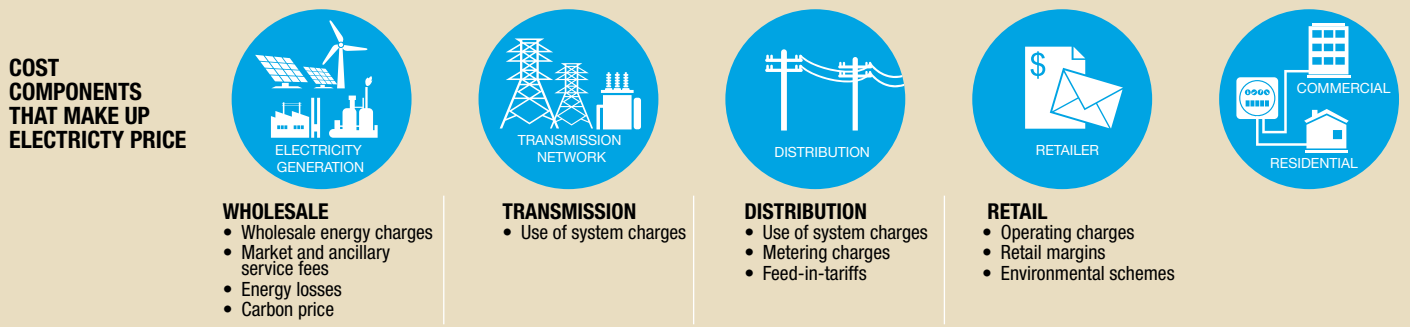 COST
COMPONENTS
THAT MAKE UP
ELECTRICTY PRICE
ELECTRICITY
GENERATION
TRANSMISSION
NETWORK
DISTRIBUTION
$
RETAILER
COMMERCIAL
RESIDENTIAL
WHOLESALE
• Wholesale energy charges
• Market and ancillary
service fees
• Energy losses
• Carbon price
TRANSMISSION
• Use of system charges
DISTRIBUTION
• Use of system charges
• Metering charges
• Feed-in-tariffs
RETAIL
• Operating charges
• Retail margins
• Environmental schemes